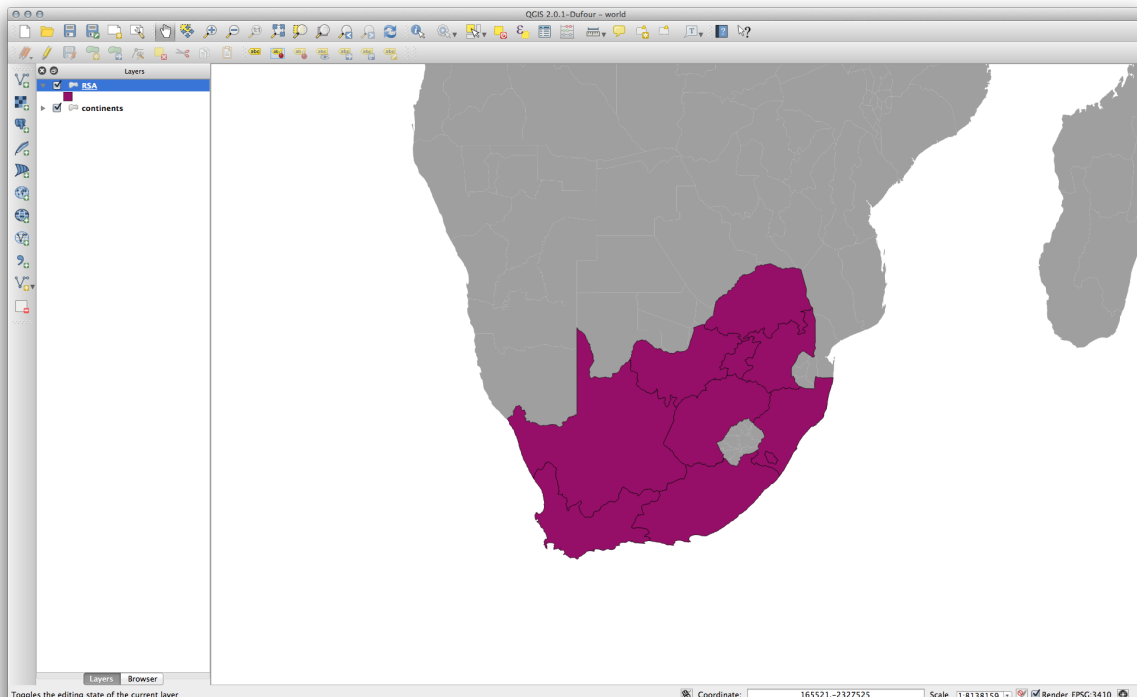 QGIS 2.0.1-Dufour - world
Layers
RSA
continents
Layers Browser
Toggles the editing state of the current layer
Coordinate: 165521,-2327525 Scale 1:8138159 Render EPSG:3410